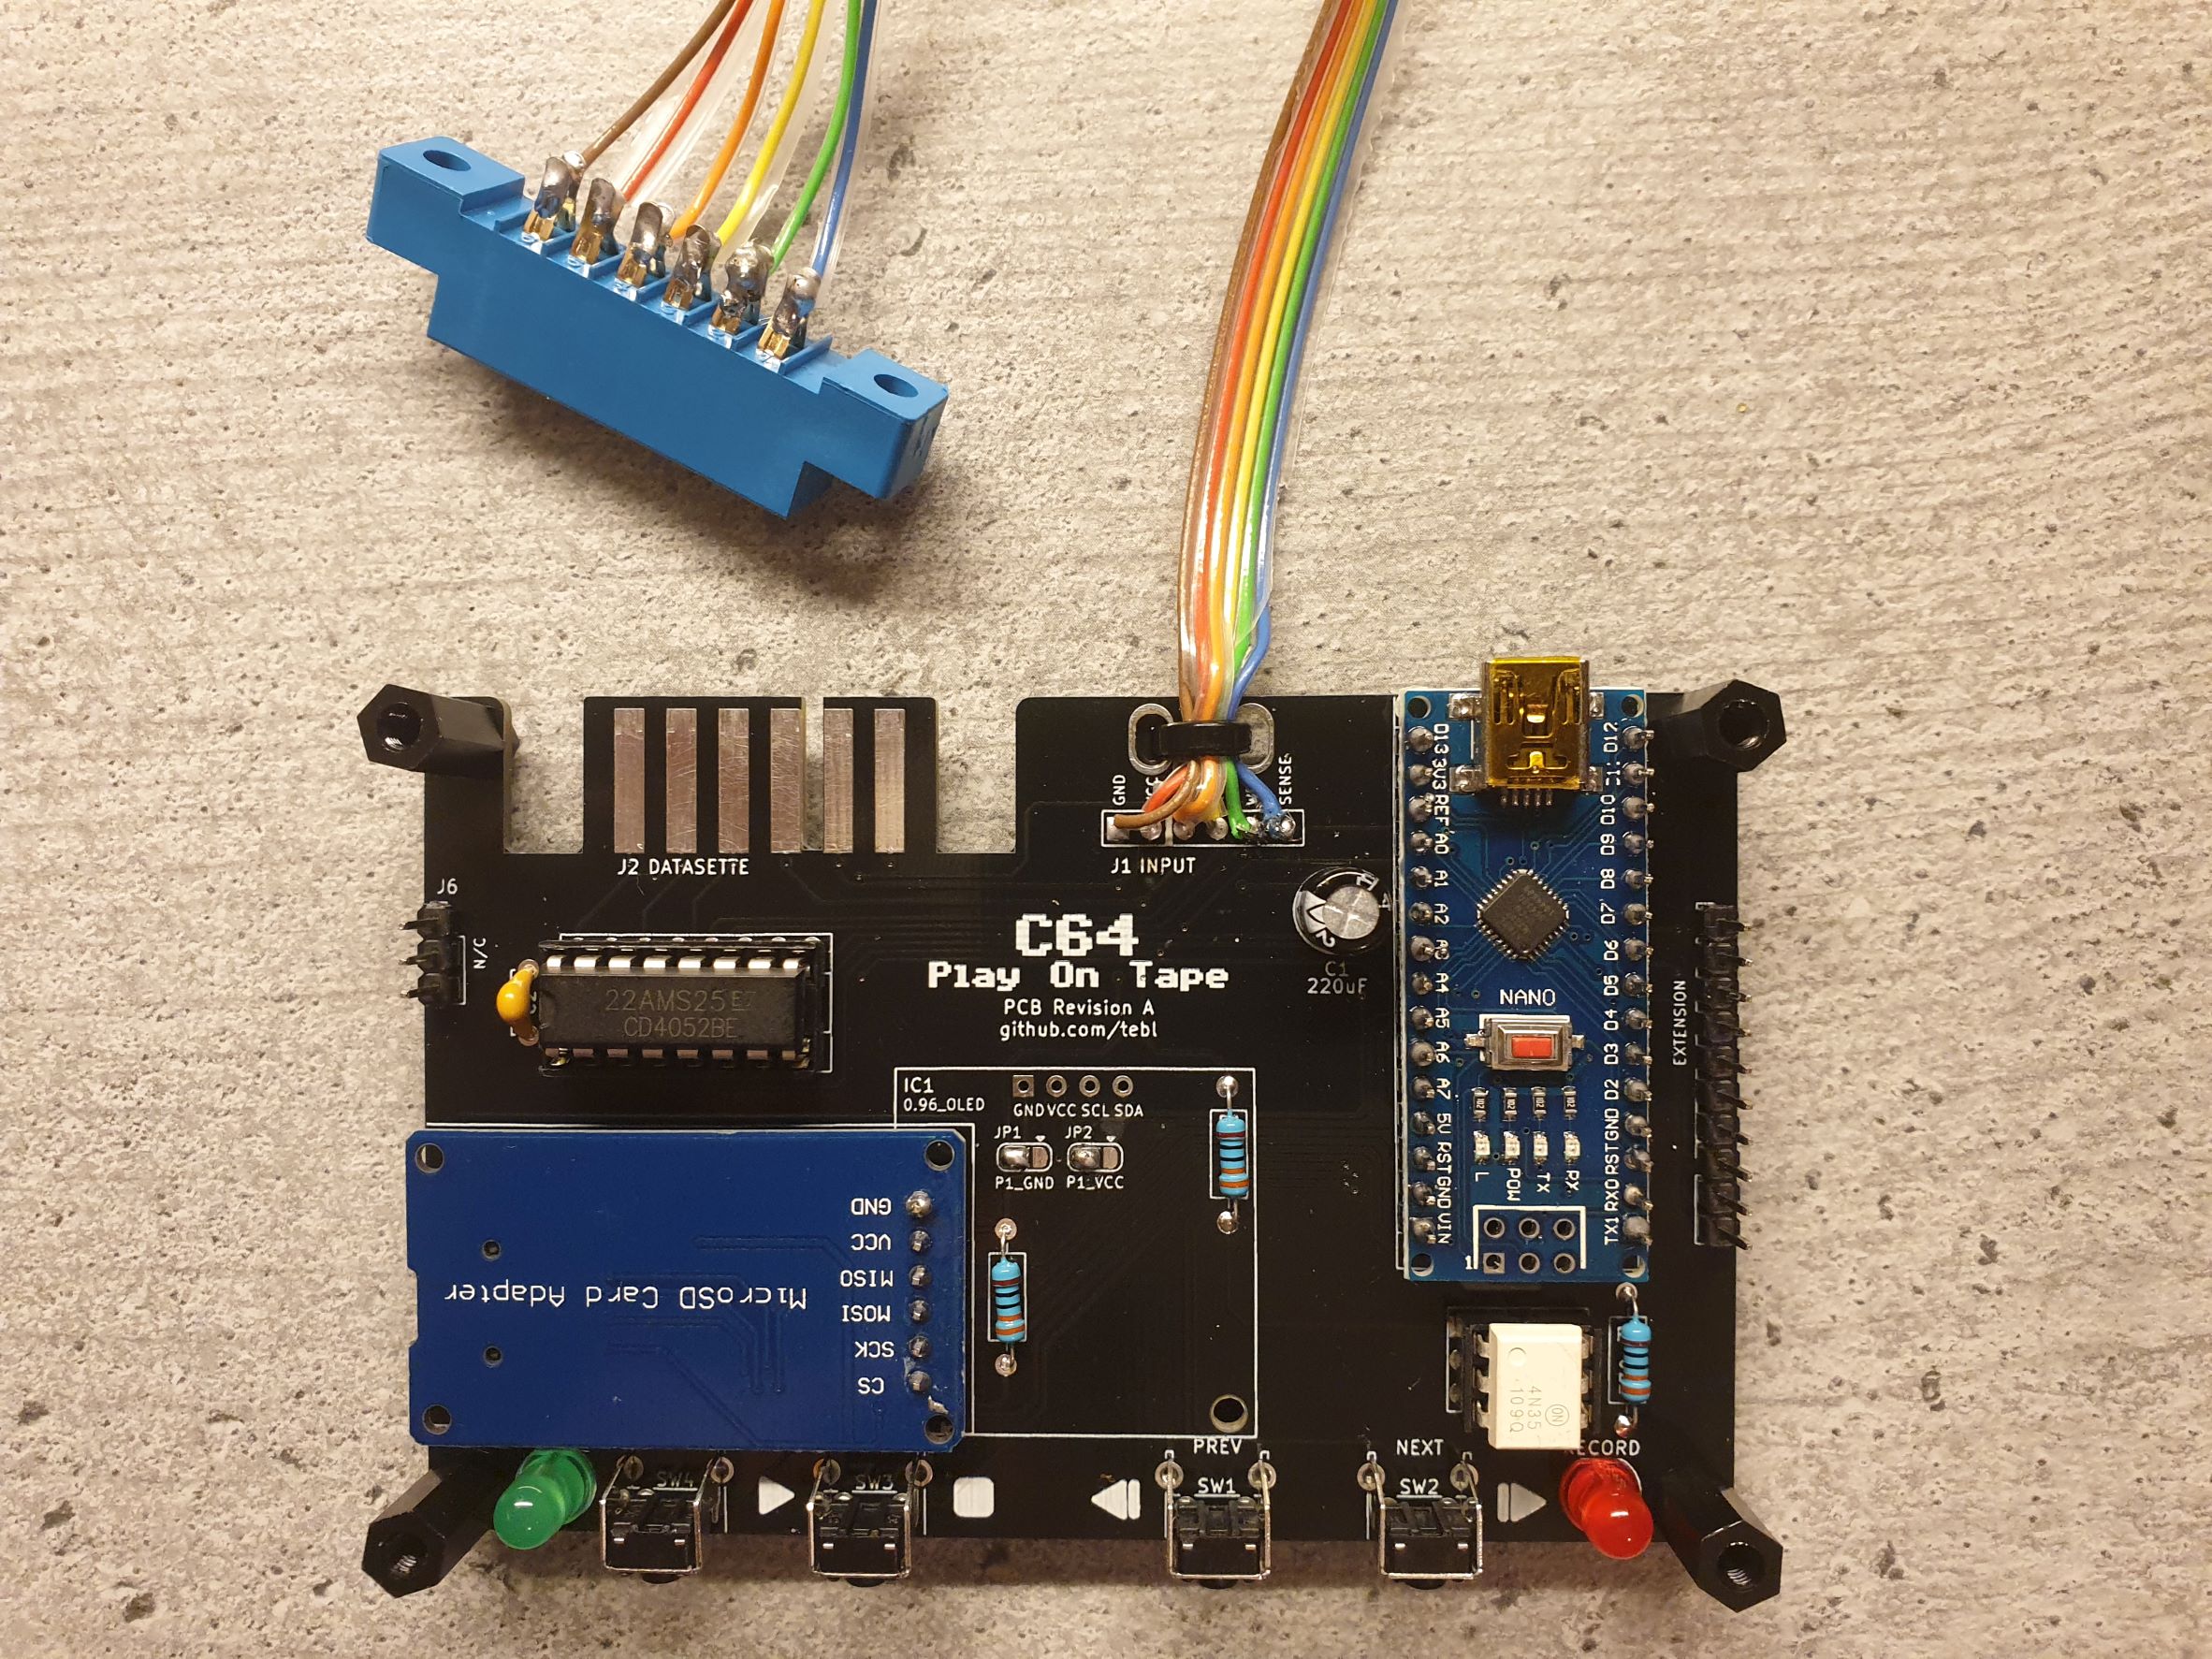 GND
SENSE
J2 DATASETTE
J1 INPUT
J6
N/C
C64
Play On Tape
PCB Revision A
github.com/tebl
C1
220uF
22AMS25E7
CD4052BE
IC1
0.96_OLED
GND VCC SCL SDA
JP1
JP2
P1_GND
P1_VCC
GND
VCC
MISO
MOSI
SCK
CS
MicroSD Card Adapter
D13
3V3
REF
A0
A1
A2
A3
A4
A5
A6
A7
5V
RST
GND
VIN
D12
D10
D9
D8
D7
D6
D5
D4
D3
D2
GND
RST
RX0
TX1
NANO
L
POW
TX
RX
1
EXTENSION
4N35
109Q
ON
PREV
NEXT
RECORD
SW4
SW3
SW1
SW2